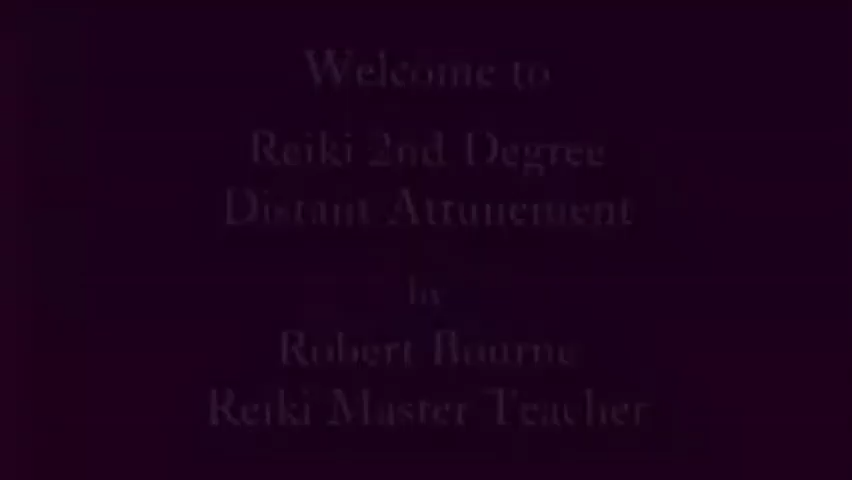 Welcome to
Reiki 2nd Degree
Distant Attunement
by
Robert Bourne
Reiki Master Teacher